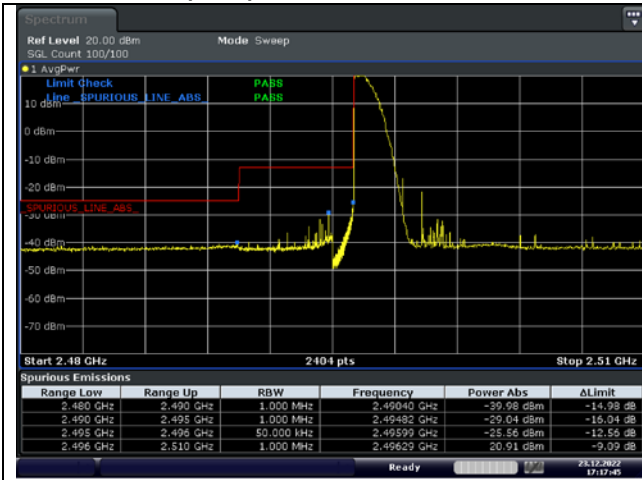 Spectrum
Ref Level 20.00 dBm Mode Sweep
SGL Count 100/100
1 AvgPwr
Limit Check PASS
Line _SPURIOUS_LINE_ABS_ PASS
10 dBm
0 dBm
-10 dBm
-20 dBm
_SPURIOUS_LINE_ABS_
-30 dBm
-40 dBm
-50 dBm
-60 dBm
-70 dBm
Start 2.48 GHz 2404 pts Stop 2.51 GHz
Spurious Emissions
Range Low Range Up RBW Frequency Power Abs ΔLimit
2.480 GHz 2.490 GHz 1.000 MHz 2.49040 GHz -39.98 dBm -14.98 dB
2.490 GHz 2.495 GHz 1.000 MHz 2.49482 GHz -29.04 dBm -16.04 dB
2.495 GHz 2.496 GHz 50.000 kHz 2.49599 GHz -25.56 dBm -12.56 dB
2.496 GHz 2.510 GHz 1.000 MHz 2.49629 GHz 20.91 dBm -9.09 dB
Ready 23.12.2022
17:17:45